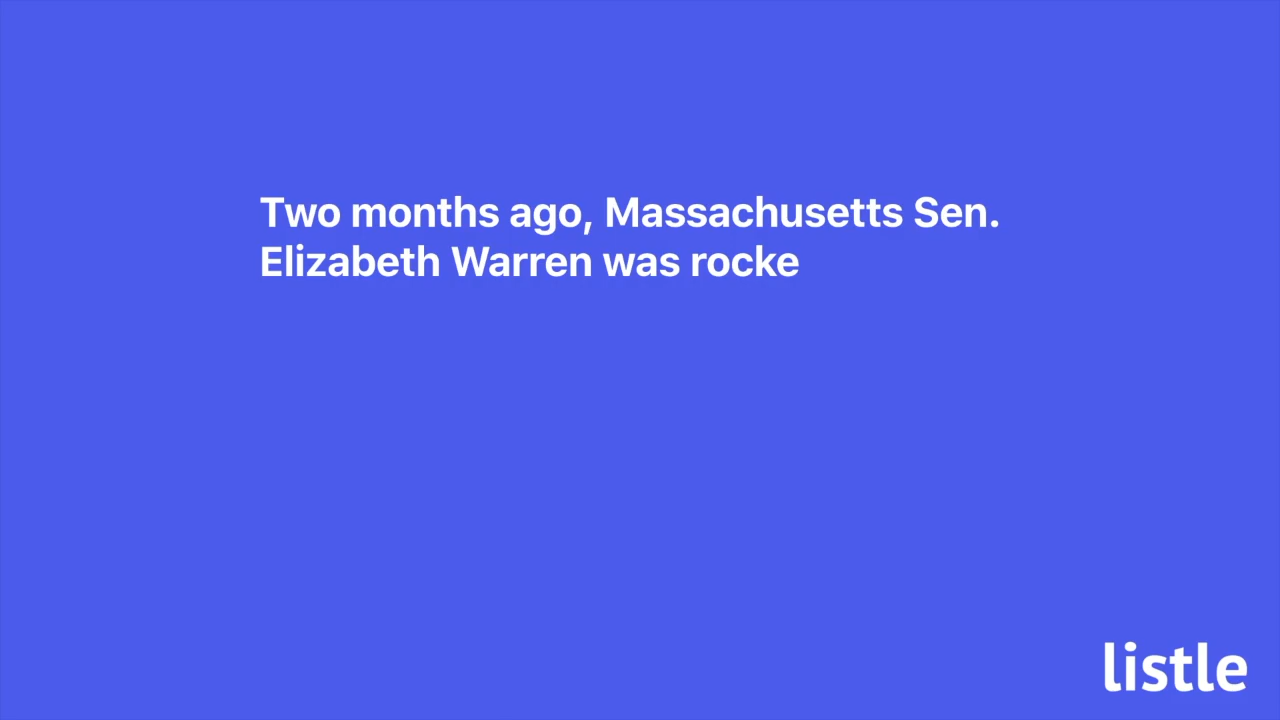 Two months ago, Massachusetts Sen.
Elizabeth Warren was rocke
listle